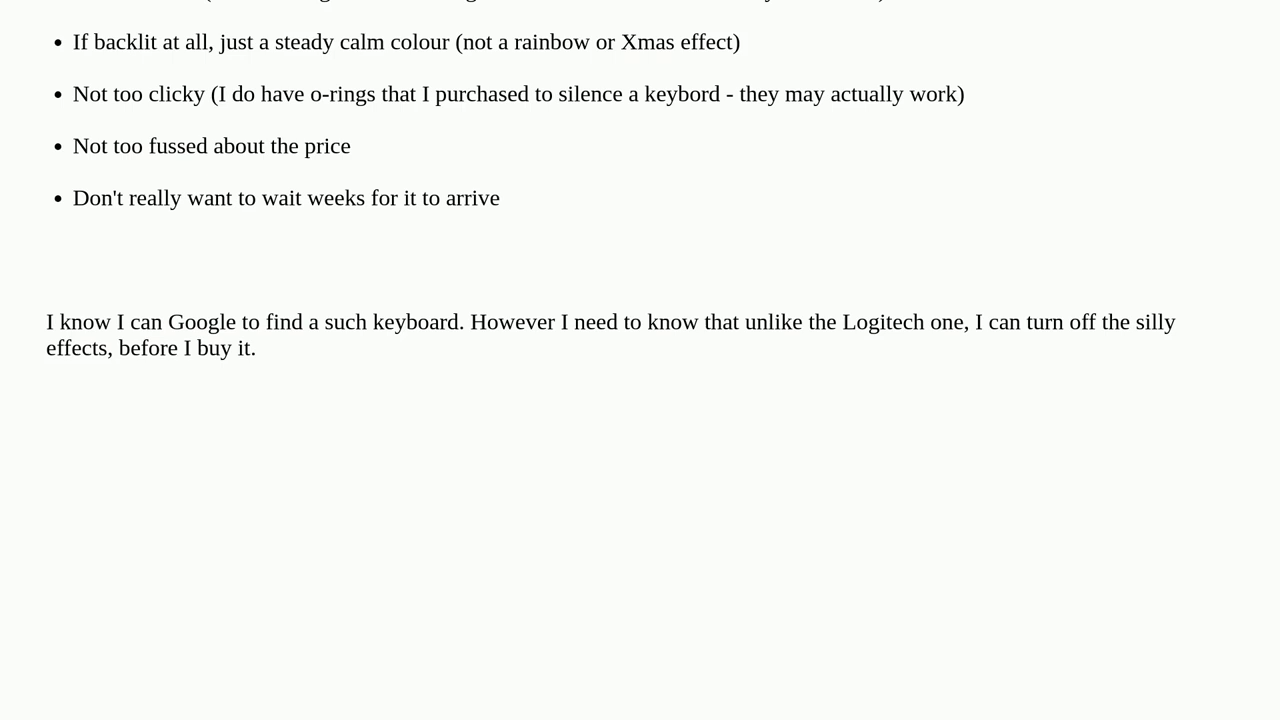 • If backlit at all, just a steady calm colour (not a rainbow or Xmas effect)
• Not too clicky (I do have o-rings that I purchased to silence a keybord - they may actually work)
• Not too fussed about the price
• Don't really want to wait weeks for it to arrive
I know I can Google to find a such keyboard. However I need to know that unlike the Logitech one, I can turn off the silly
effects, before I buy it.